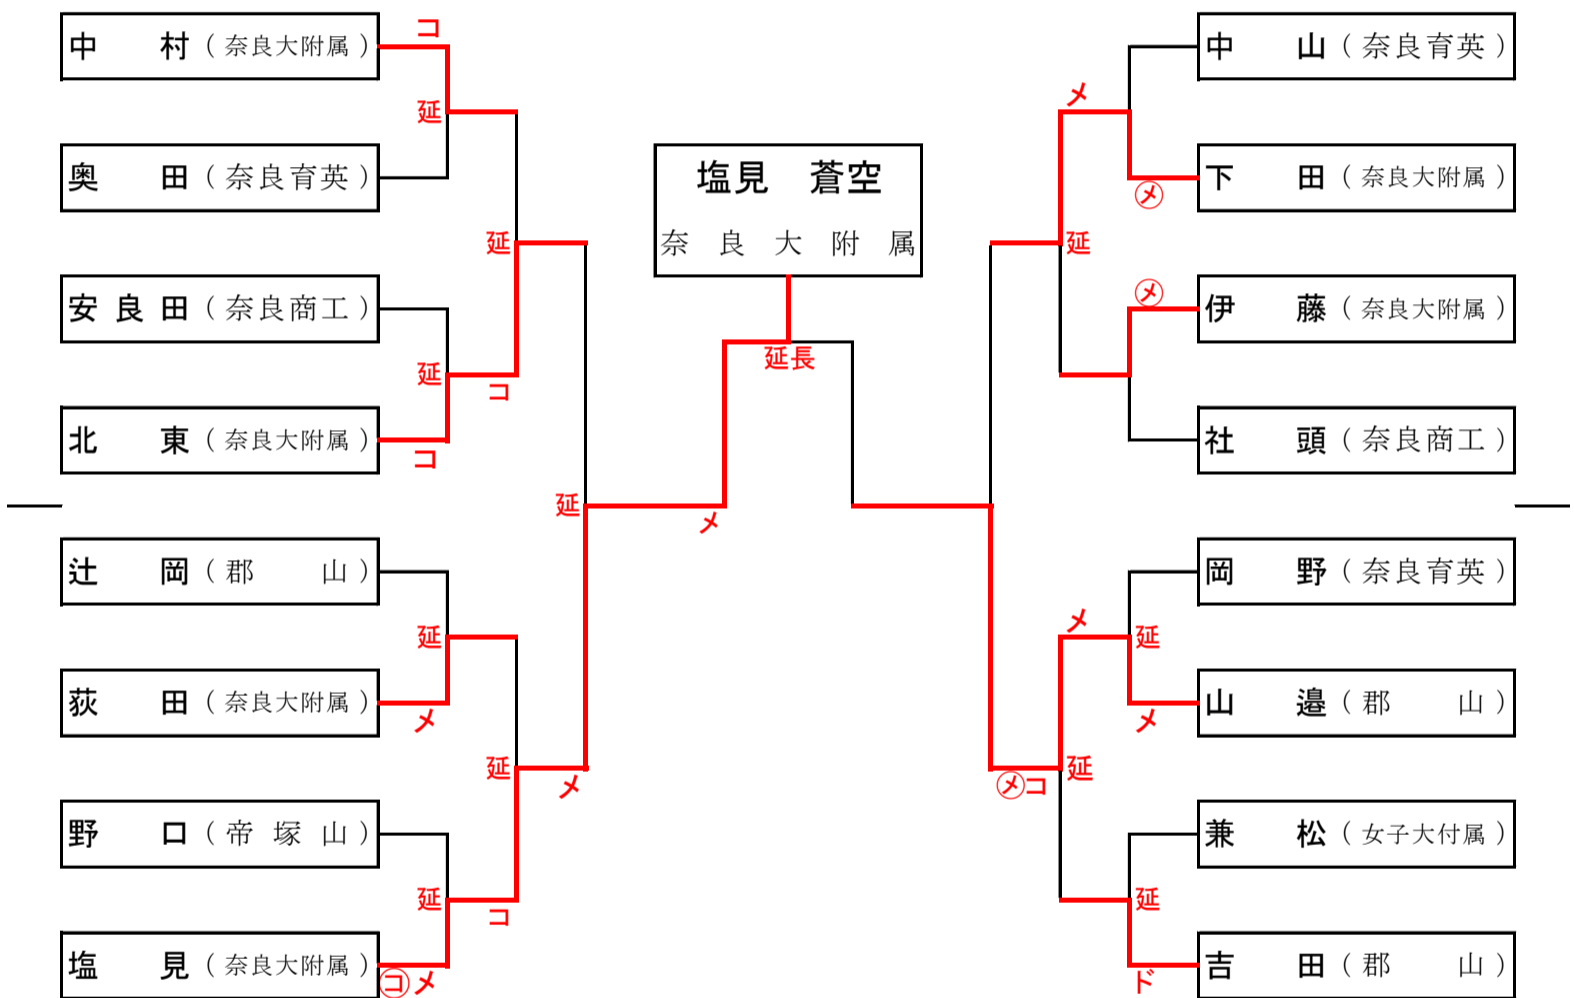 コ
中 村 ( 奈良大附属 )
延
奥 田 ( 奈良育英 )
延
安良田 ( 奈良商工 )
延
コ
北 東 ( 奈良大附属 )
コ
延
メ
辻 岡 ( 郡 山 )
延
荻 田 ( 奈良大附属 )
メ
延
メ
野 口 ( 帝塚山 )
延
コ
塩 見 ( 奈良大附属 )
㋙メ
塩見 蒼空
奈良大附属
延長
中 山 ( 奈良育英 )
メ
下 田 ( 奈良大附属 )
㋱
延
㋱
伊 藤 ( 奈良大附属 )
社 頭 ( 奈良商工 )
岡 野 ( 奈良育英 )
メ
延
山 邉 ( 郡 山 )
メ
延
㋱コ
兼 松 ( 女子大付属 )
延
吉 田 ( 郡 山 )
ド